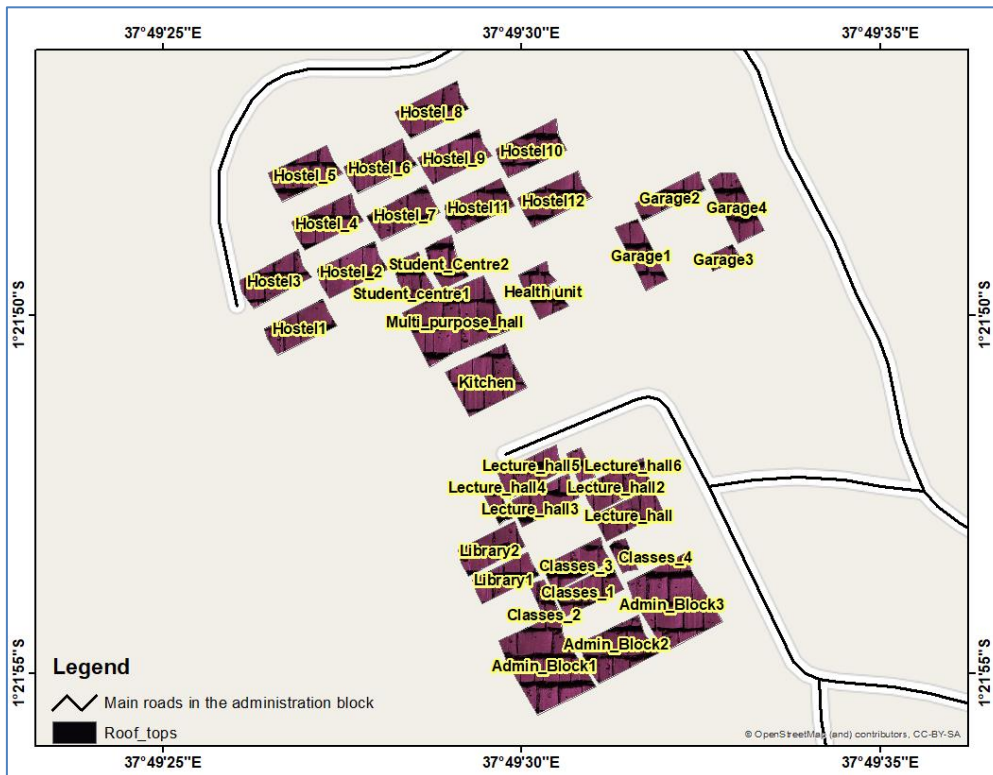 37°49'25"E
37°49'30"E
37°49'35"E
Hostel_8
Hostel_9
Hostel10
Hostel_6
Hostel_5
Garage2
Hostel12
Garage4
Hostel11
Hostel_7
Hostel_4
Garage1
Garage3
Student_Centre2
Hostel_2
Hostel3
Student_centre1
Health unit
1°21'50"S
1°21'50"S
Multi_purpose_hall
Hostel1
Kitchen
Lecture_hall5
Lecture_hall6
Lecture_hall4
Lecture_hall2
Lecture_hall3
Lecture_hall
Library2
Classes_4
Classes_3
Library1
Classes_1
Admin_Block3
Classes_2
Admin_Block2
Admin_Block1
1°21'55"S
1°21'55"S
Legend
Main roads in the administration block
Roof_tops
© OpenStreetMap (and) contributors, CC-BY-SA
37°49'25"E
37°49'30"E
37°49'35"E